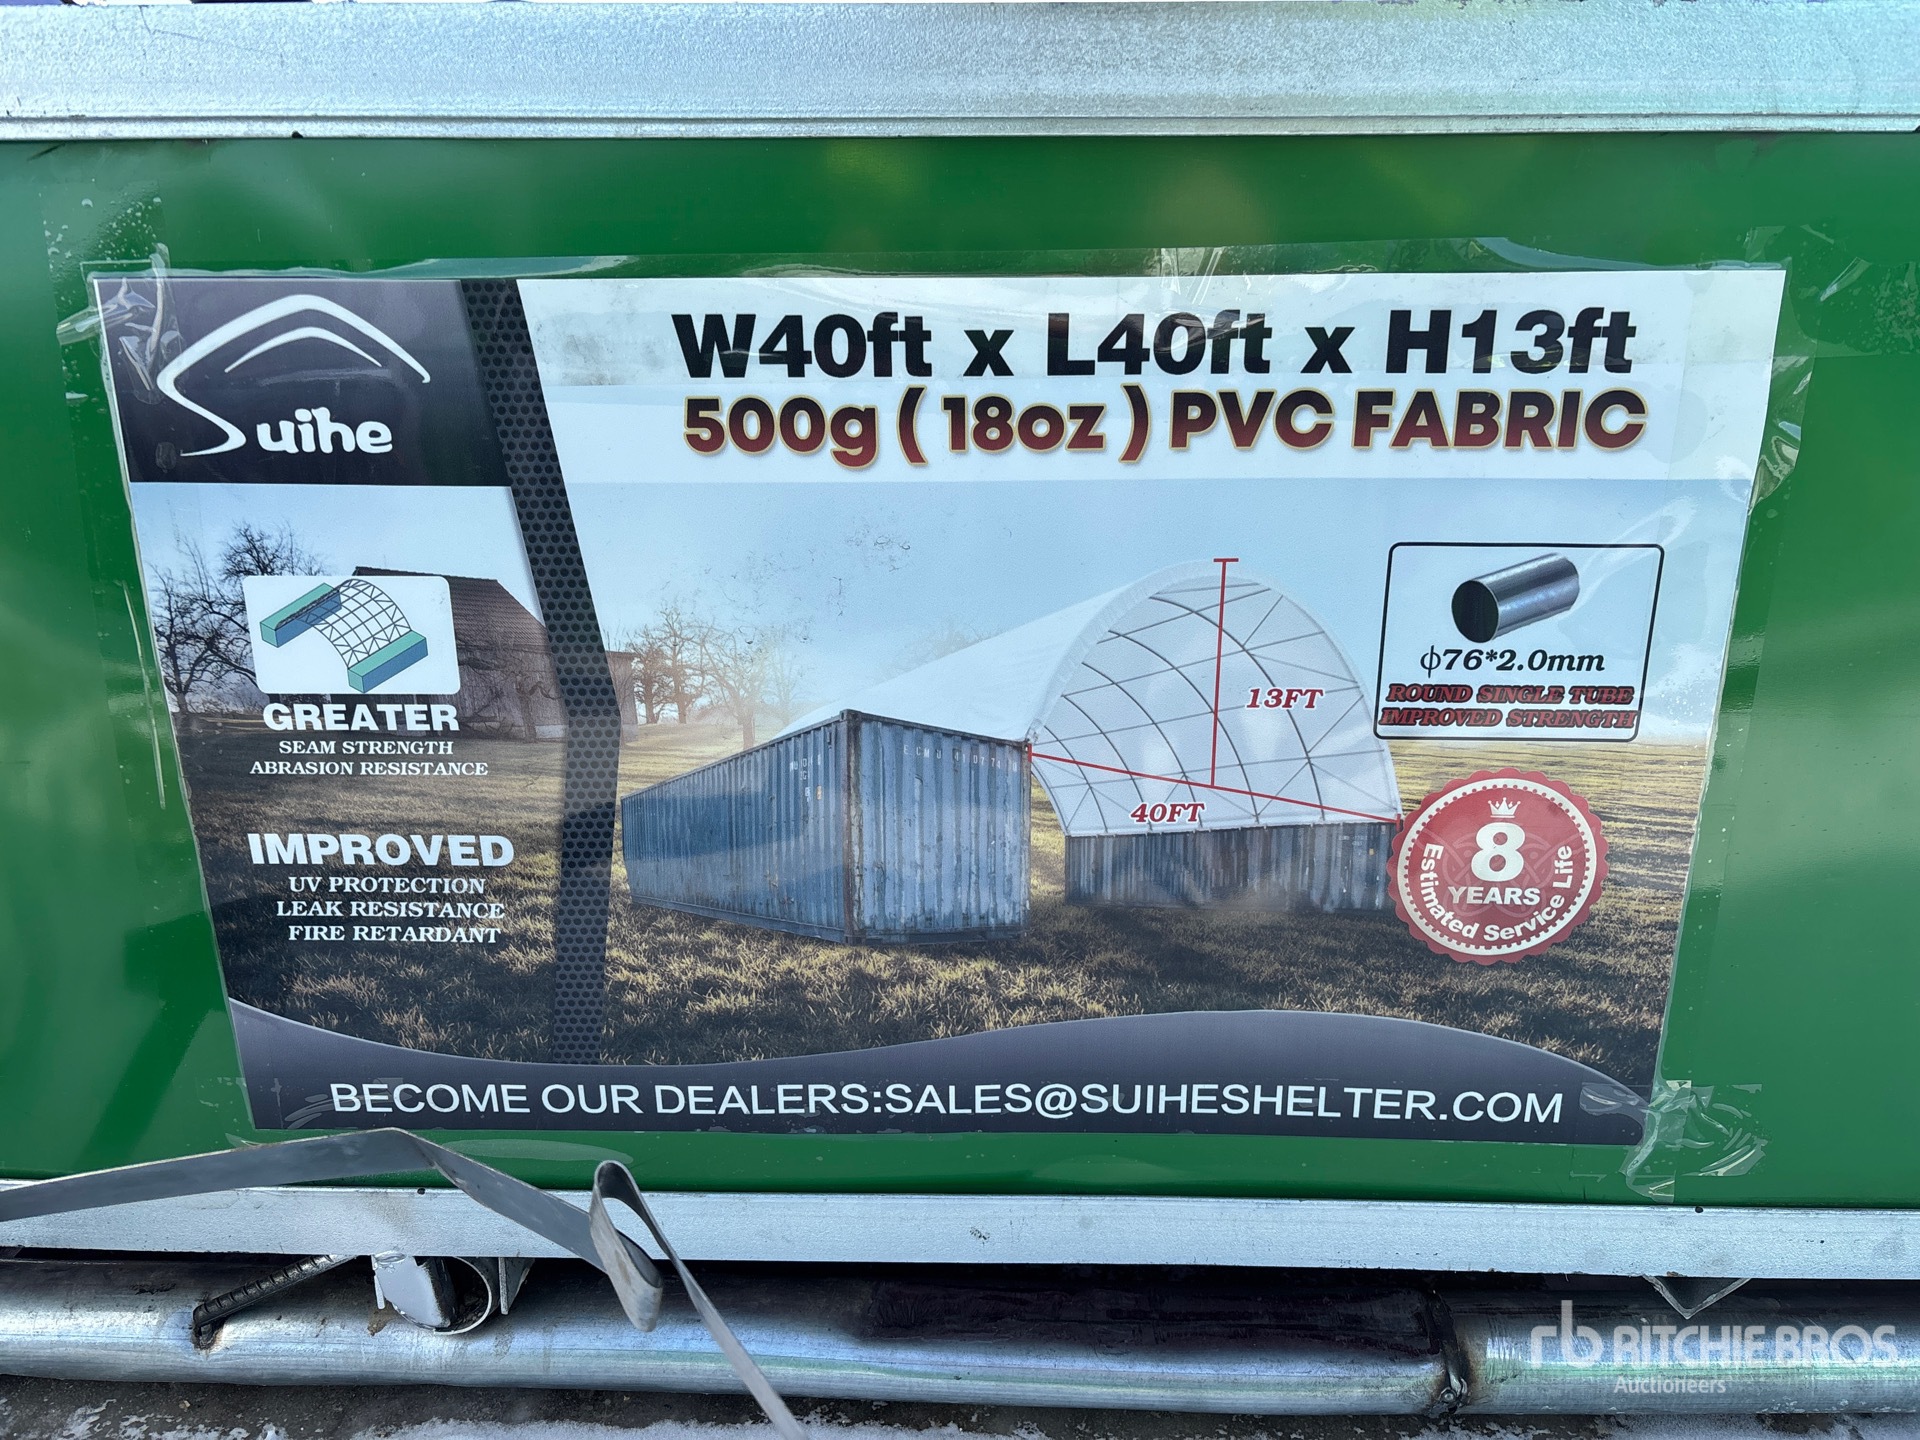 Suihe
W40ft x L40ft x H13ft
500g ( 18oz ) PVC FABRIC
GREATER
SEAM STRENGTH
ABRASION RESISTANCE
IMPROVED
UV PROTECTION
LEAK RESISTANCE
FIRE RETARDANT
13FT
40FT
ϕ76*2.0mm
ROUND SINGLE TUBE
IMPROVED STRENGTH
8
YEARS
Estimated Service Life
BECOME OUR DEALERS:SALES@SUIHESHELTER.COM
rb RITCHIE BROS
Auctioneers